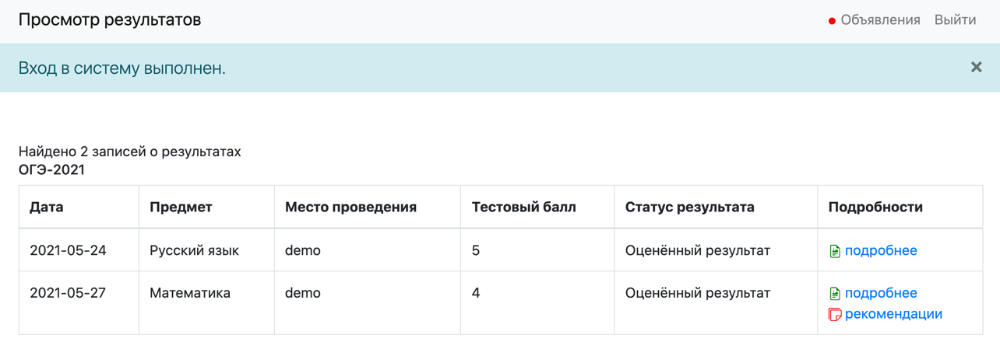 Просмотр результатов
Объявления Выйти
Вход в систему выполнен. ×
Найдено 2 записей о результатах
ОГЭ-2021
Дата Предмет Место проведения Тестовый балл Статус результата Подробности
2021-05-24 Русский язык demo 5 Оценённый результат подробнее
2021-05-27 Математика demo 4 Оценённый результат подробнее
рекомендации